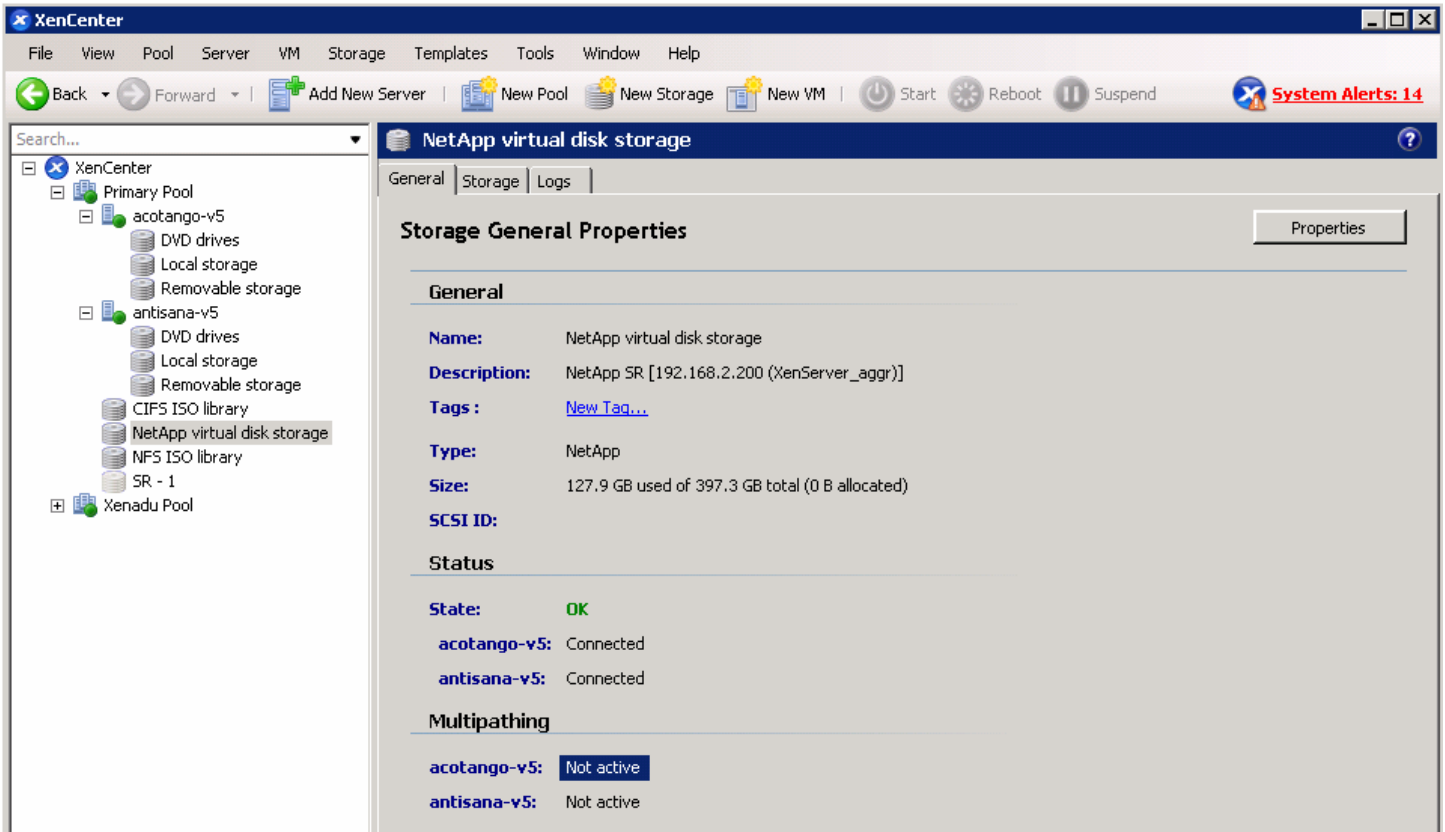 XenCenter
File View Pool Server VM Storage Templates Tools Window Help
Back Forward Add New Server New Pool New Storage New VM Start Reboot Suspend System Alerts: 14
Search...
XenCenter
Primary Pool
acotango-v5
DVD drives
Local storage
Removable storage
antisana-v5
DVD drives
Local storage
Removable storage
CIFS ISO library
NetApp virtual disk storage
NFS ISO library
SR - 1
Xenadu Pool
NetApp virtual disk storage ?
General Storage Logs
Storage General Properties Properties
General
Name: NetApp virtual disk storage
Description: NetApp SR [192.168.2.200 (XenServer_aggr)]
Tags : New Tag...
Type: NetApp
Size: 127.9 GB used of 397.3 GB total (0 B allocated)
SCSI ID:
Status
State: OK
acotango-v5: Connected
antisana-v5: Connected
Multipathing
acotango-v5: Not active
antisana-v5: Not active